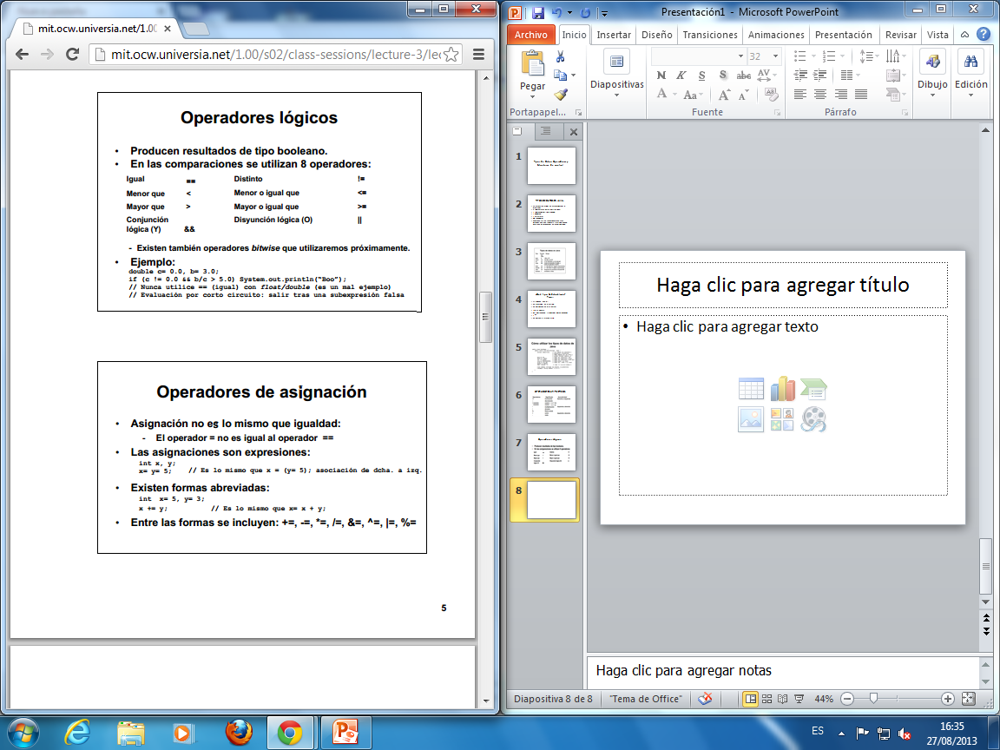 mit.ocw.universia.net/1.00
mit.ocw.universia.net/1.00/s02/class-sessions/lecture-3/le
Operadores lógicos
• Producen resultados de tipo booleano.
• En las comparaciones se utilizan 8 operadores:
Igual == Distinto !=
Menor que < Menor o igual que <=
Mayor que > Mayor o igual que >=
Conjunción Disyunción lógica (O) ||
lógica (Y) &&
- Existen también operadores bitwise que utilizaremos próximamente.
• Ejemplo:
double c= 0.0, b= 3.0;
if (c != 0.0 && b/c > 5.0) System.out.println("Boo");
// Nunca utilice == (igual) con float/double (es un mal ejemplo)
// Evaluación por corto circuito: salir tras una subexpresión falsa
Operadores de asignación
• Asignación no es lo mismo que igualdad:
- El operador = no es igual al operador ==
• Las asignaciones son expresiones:
int x, y;
x= y= 5; // Es lo mismo que x = (y= 5); asociación de dcha. a izq.
• Existen formas abreviadas:
int x= 5, y= 3;
x += y; // Es lo mismo que x= x + y;
• Entre las formas se incluyen: +=, -=, *=, /=, &=, ^=, |=, %=
5
Presentación1 - Microsoft PowerPoint
Archivo Inicio Insertar Diseño Transiciones Animaciones Presentación Revisar Vista
Pegar
Portapapel...
Diapositivas
32
N K S S abc AV
A Aa A A
Fuente
Párrafo
Dibujo
Edición
1
2
3
4
5
6
7
8
Haga clic para agregar título
• Haga clic para agregar texto
Haga clic para agregar notas
Diapositiva 8 de 8 "Tema de Office" 44%
ES
16:35
27/08/2013